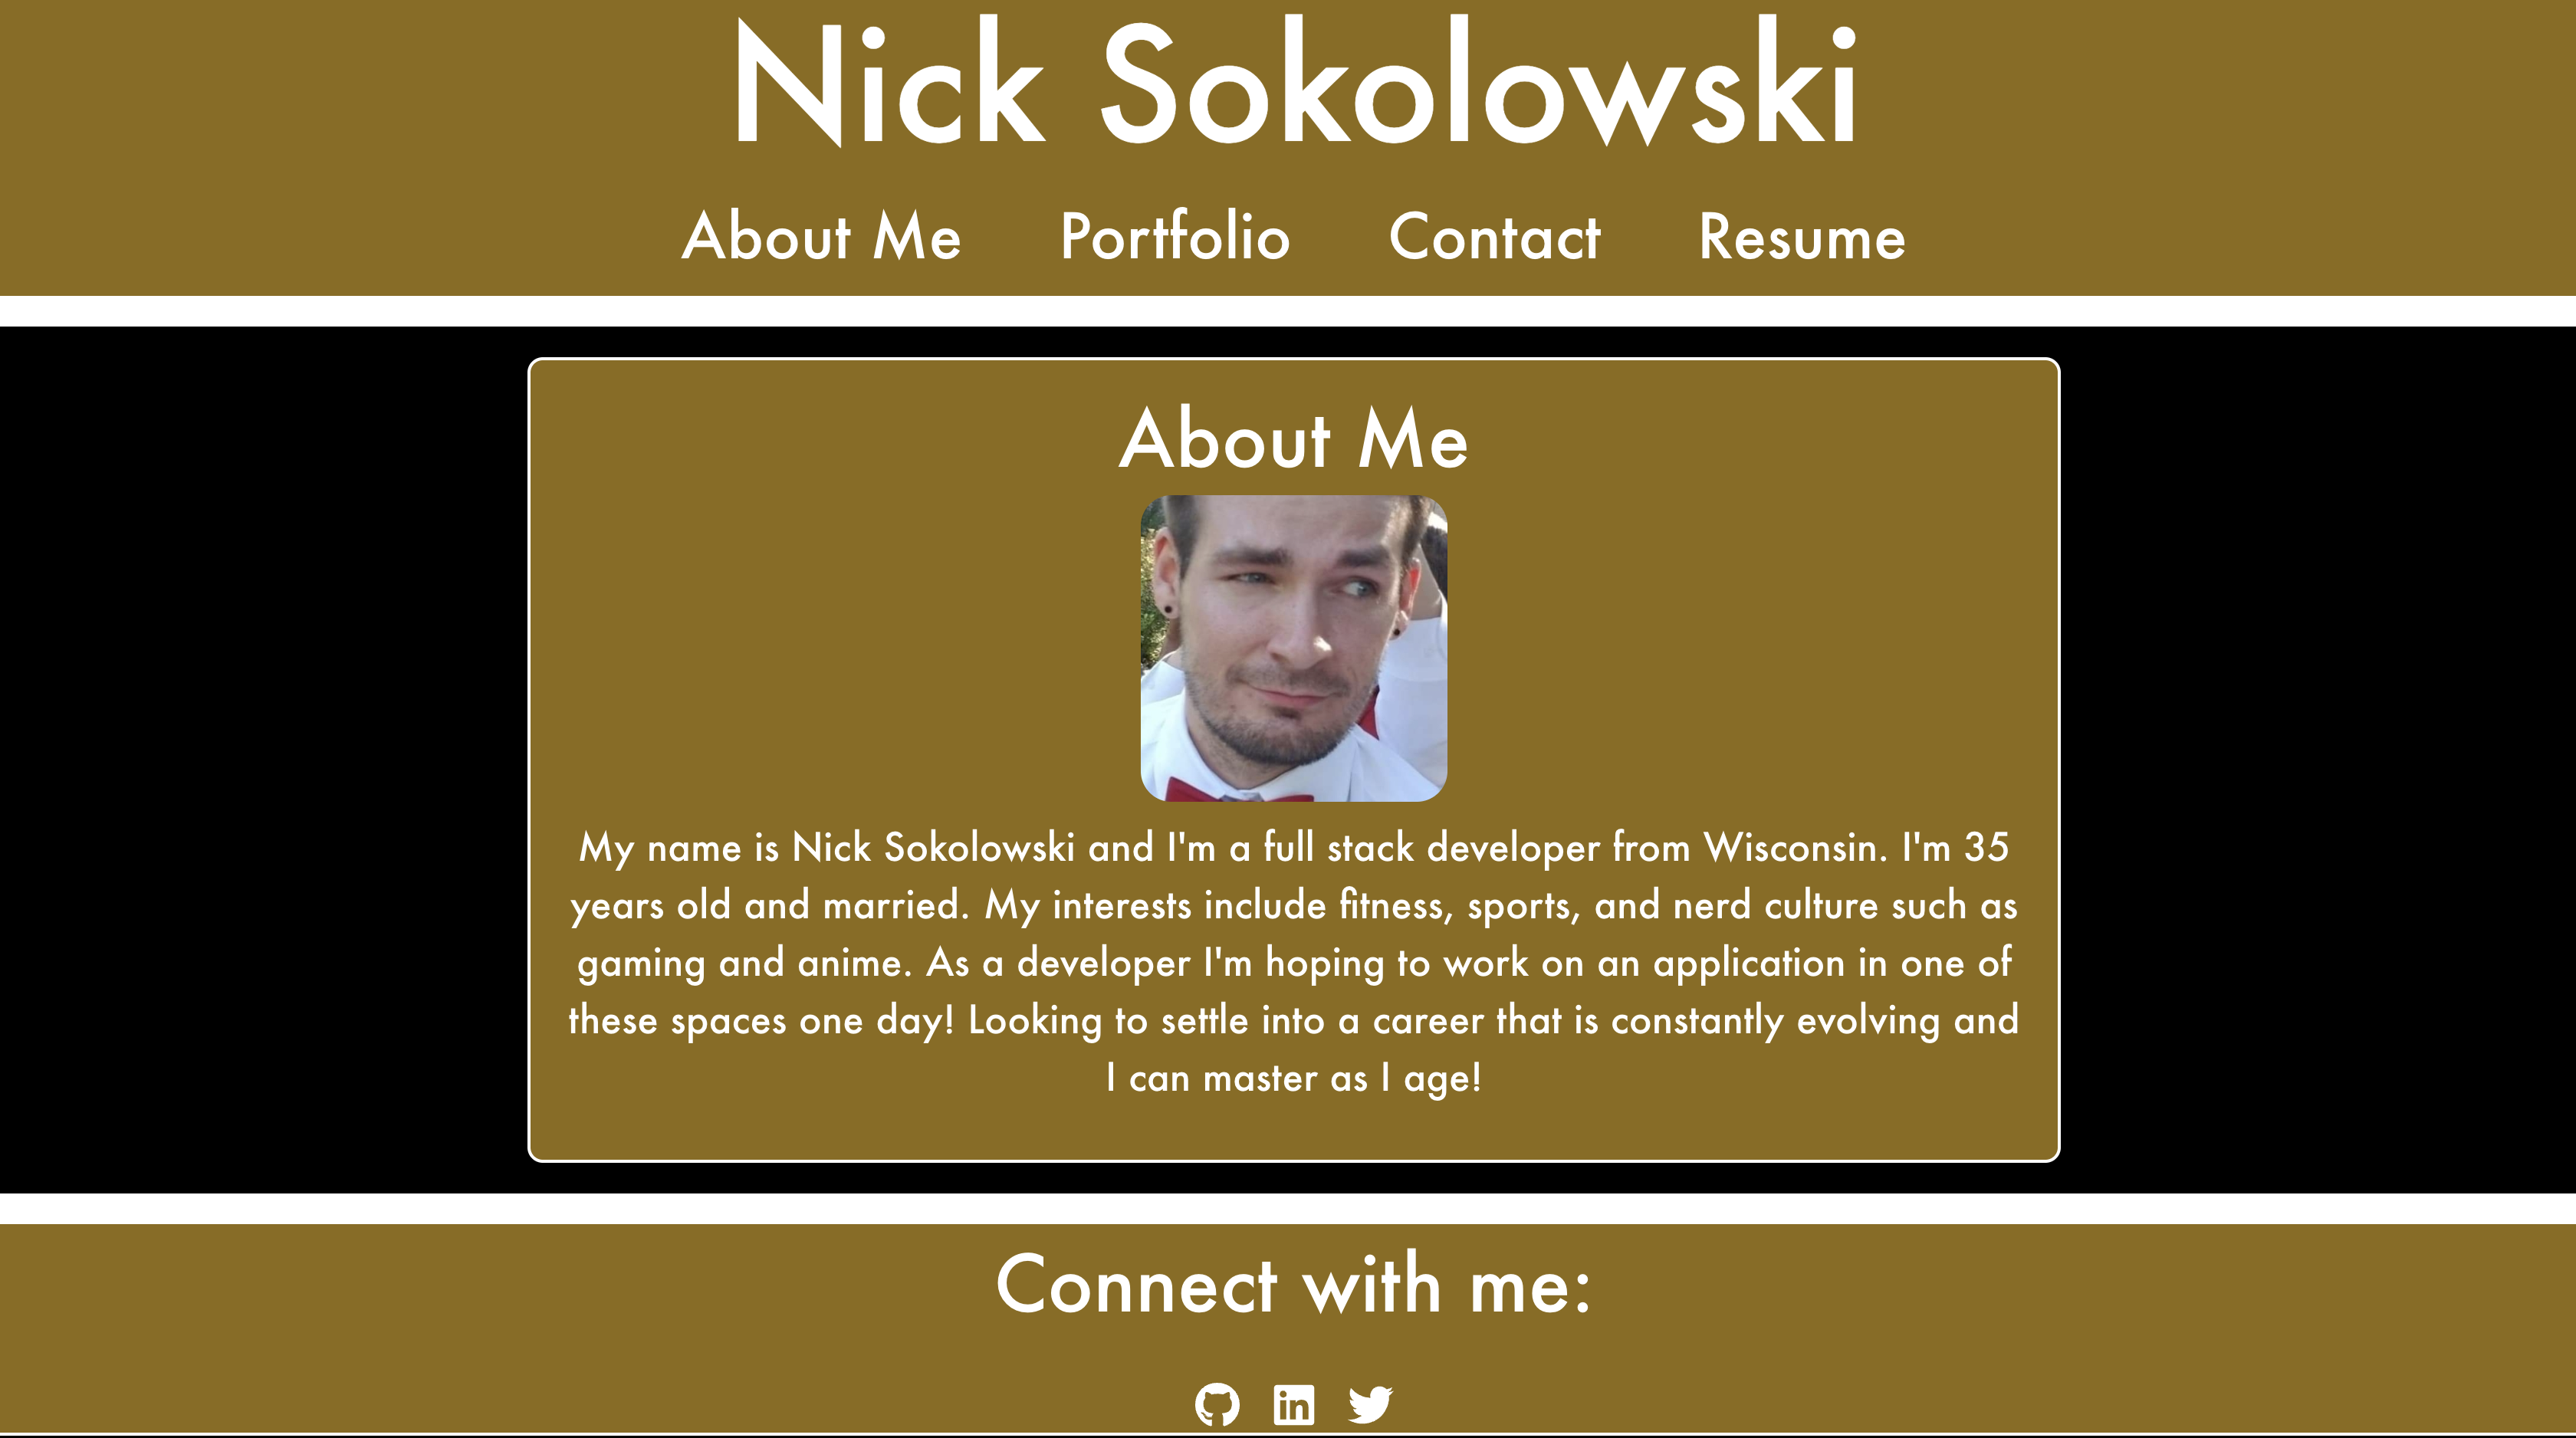 Nick Sokolowski
About Me Portfolio Contact Resume
About Me
My name is Nick Sokolowski and I'm a full stack developer from Wisconsin. I'm 35
years old and married. My interests include fitness, sports, and nerd culture such as
gaming and anime. As a developer I'm hoping to work on an application in one of
these spaces one day! Looking to settle into a career that is constantly evolving and
I can master as I age!
Connect with me:
in